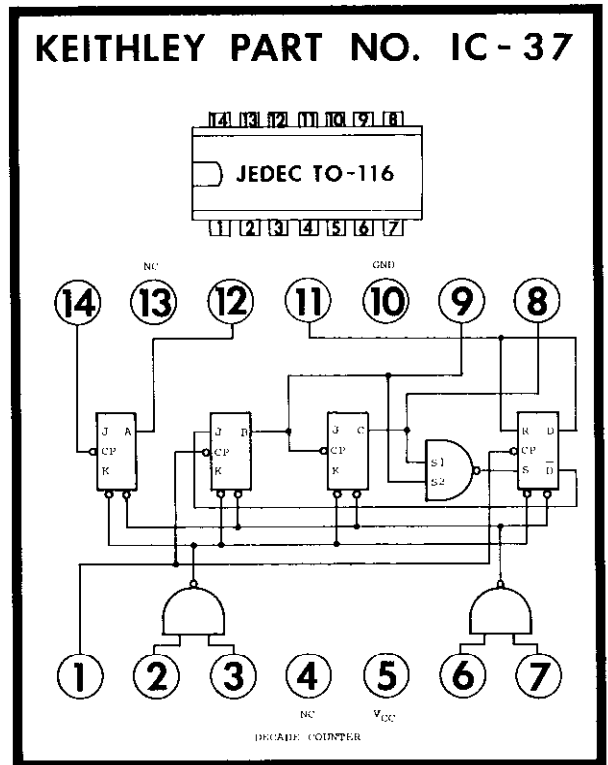 KEITHLEY PART NO. IC-37
14 13 12 11 10 9 8
JEDEC TO-116
1 2 3 4 5 6 7
NC GND
14 13 12 11 10 9 8
J A J B J C R D
CP CP CP S1 CP
K K K S2 S D
1 2 3 4 5 6 7
NC VCC
DECADE COUNTER